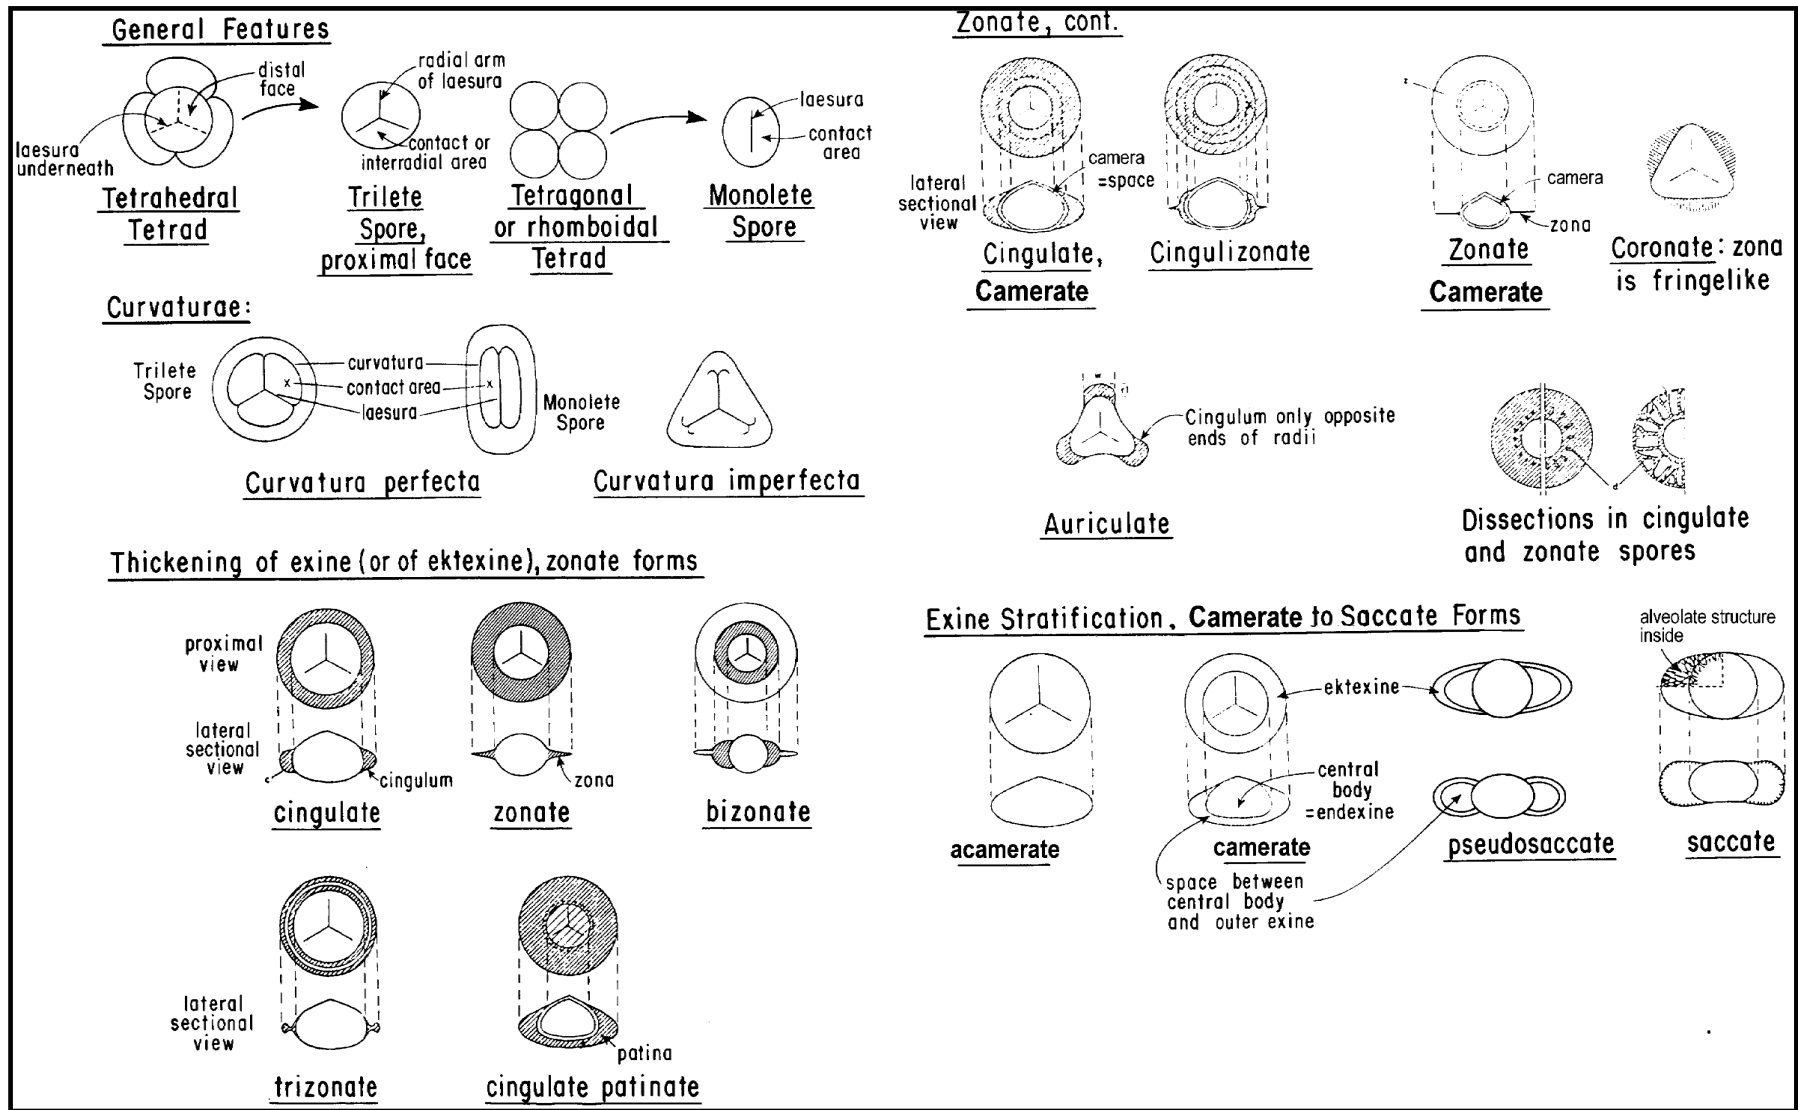 General Features
distal
face
laesura
underneath
Tetrahedral
Tetrad
radial arm
of laesura
contact or
interradial area
Trilete
Spore,
proximal face
Tetragonal
or rhomboidal
Tetrad
laesura
contact
area
Monolete
Spore
Curvaturae:
Trilete
Spore
curvatura
x
contact area
x
laesura
Monolete
Spore
Curvatura perfecta
Curvatura imperfecta
Thickening of exine (or of ektexine), zonate forms
proximal
view
lateral
sectional
view
c
cingulum
cingulate
zona
zonate
bizonate
lateral
sectional
view
trizonate
patina
cingulate patinate
Zonate, cont.
lateral
sectional
view
camera
=space
Cingulate,
Camerate
Cingulizonate
camera
zona
Zonate
Camerate
Coronate: zona
is fringelike
Cingulum only opposite
ends of radii
Auriculate
d
Dissections in cingulate
and zonate spores
Exine Stratification, Camerate to Saccate Forms
acamerate
ektexine
central
body
=endexine
camerate
space between
central body
and outer exine
pseudosaccate
alveolate structure
inside
saccate